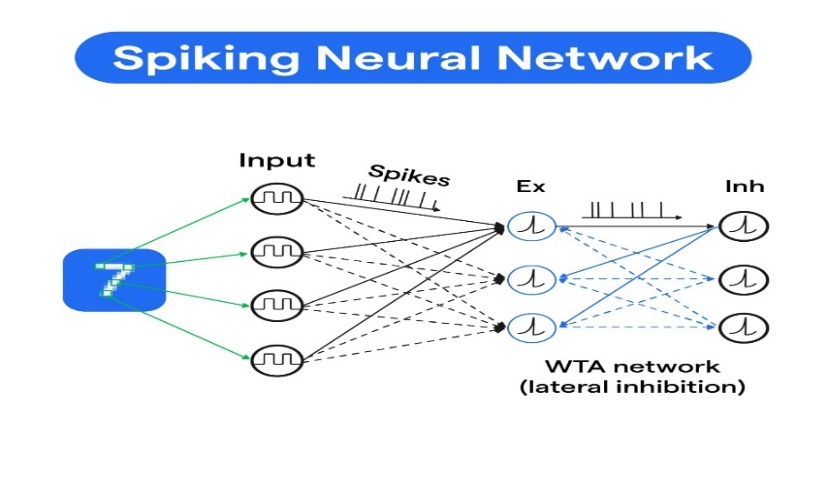 Spiking Neural Network
Input
Spikes
Ex
Inh
7
WTA network
(lateral inhibition)